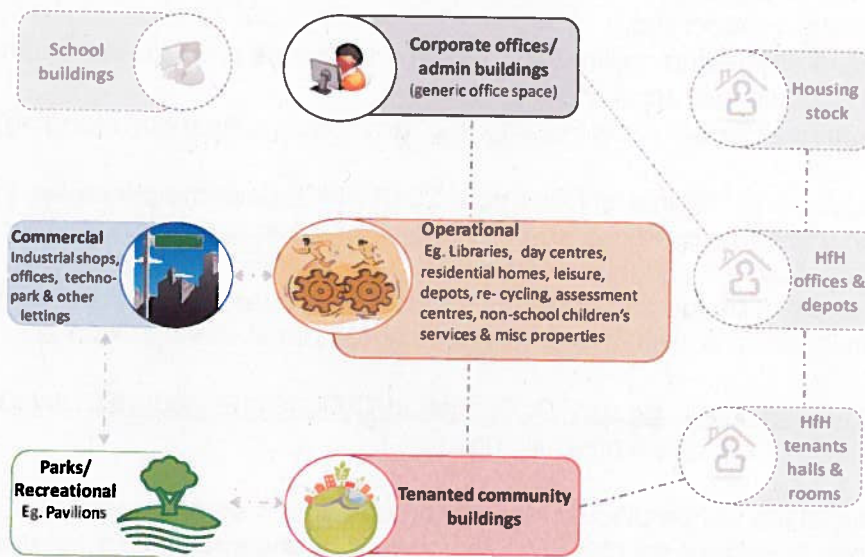 School
buildings
Corporate offices/
admin buildings
(generic office space)
Housing
stock
Commercial
Industrial shops,
offices, techno-
park & other
lettings
Operational
Eg. Libraries, day centres,
residential homes, leisure,
depots, re- cycling, assessment
centres, non-school children's
services & misc properties
HfH
offices &
depots
Parks/
Recreational
Eg. Pavilions
Tenanted community
buildings
HfH
tenants
halls &
rooms